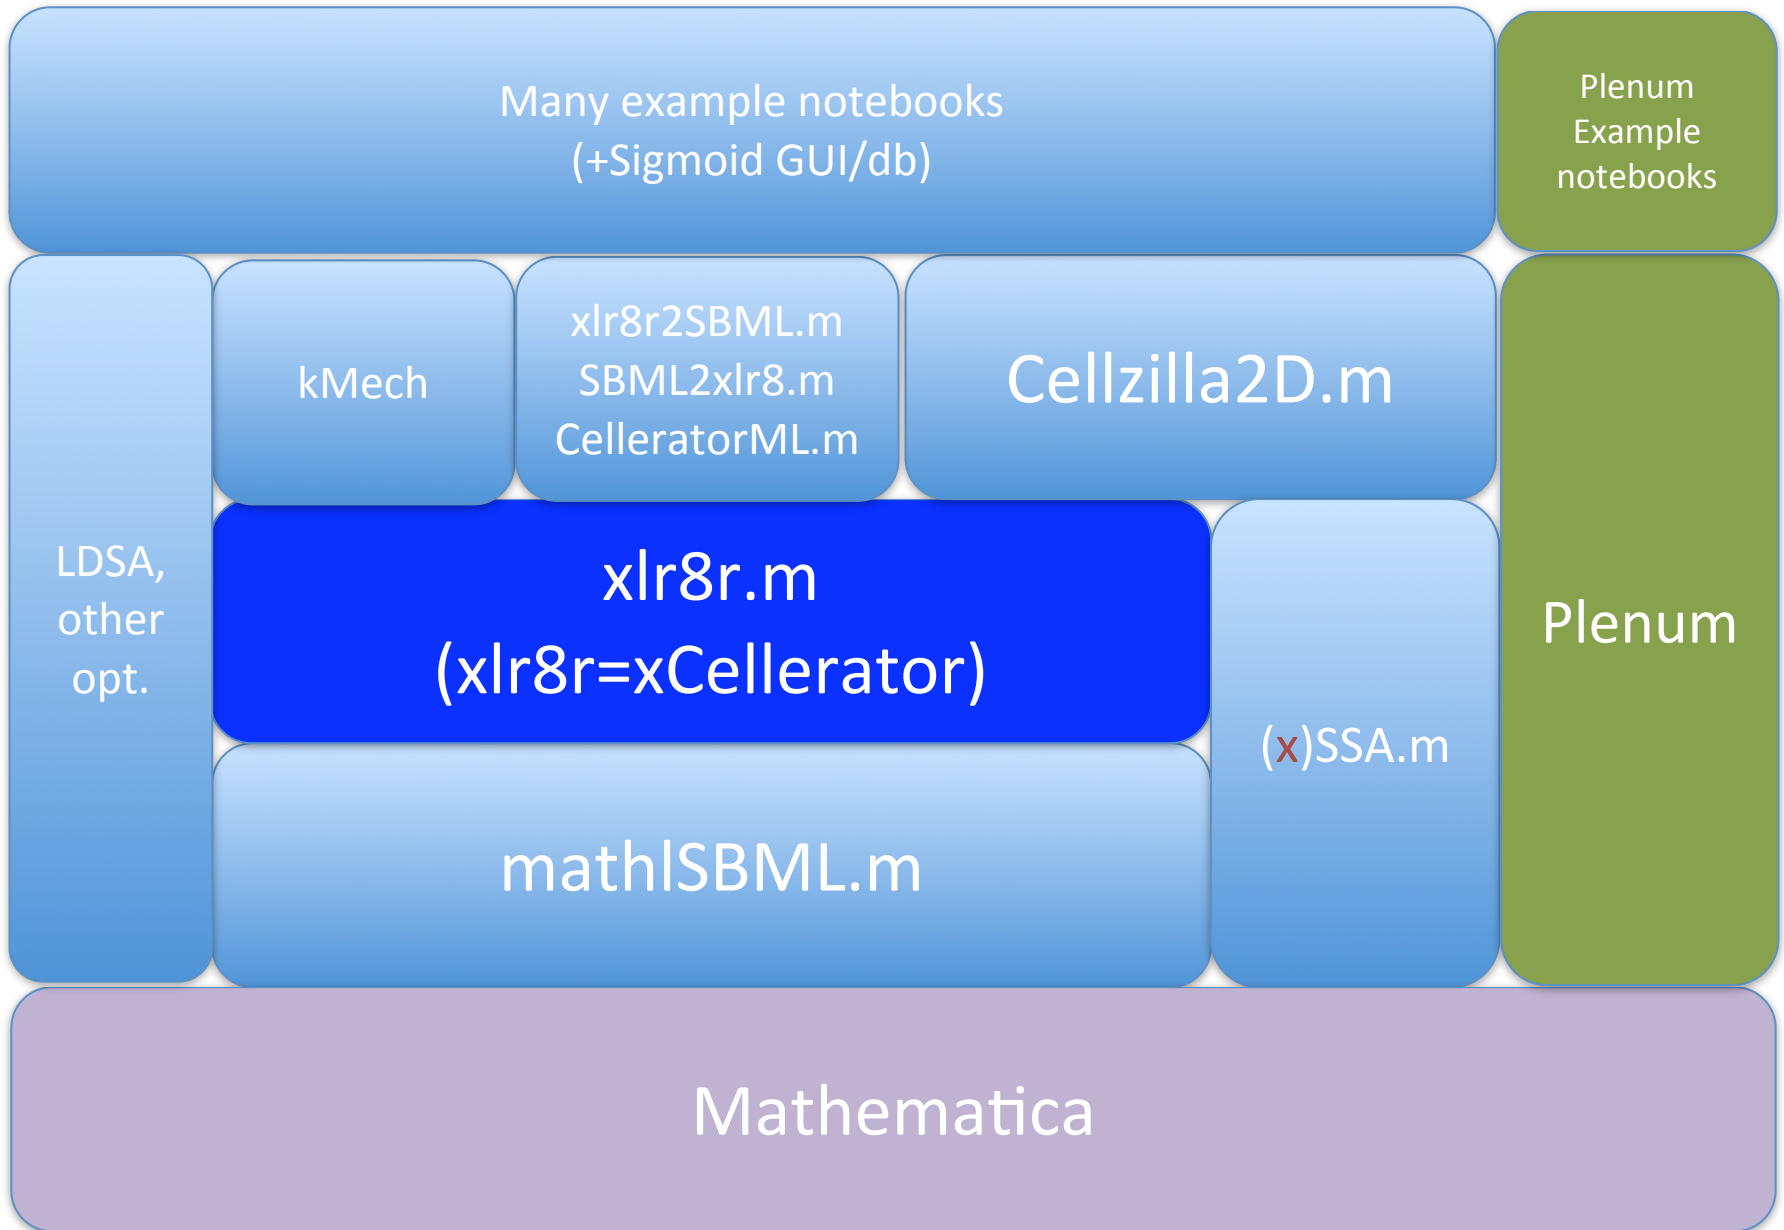 Many example notebooks
(+Sigmoid GUI/db)
Plenum
Example
notebooks
LDSA,
other
opt.
kMech
xlr8r2SBML.m
SBML2xlr8.m
CelleratorML.m
Cellzilla2D.m
xlr8r.m
(xlr8r=xCellerator)
(x)SSA.m
Plenum
mathlSBML.m
Mathematica